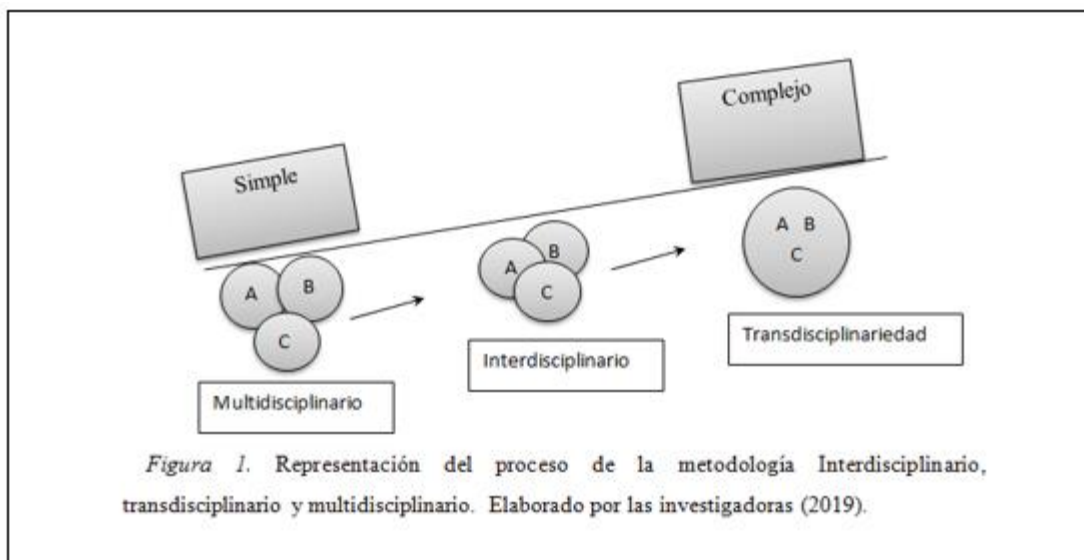 Complejo
Simple
A B
C
B
A
C
A B
C
Transdisciplinariedad
Interdisciplinario
Multidisciplinario
Figura 1. Representación del proceso de la metodología Interdisciplinario,
transdisciplinario y multidisciplinario. Elaborado por las investigadoras (2019).